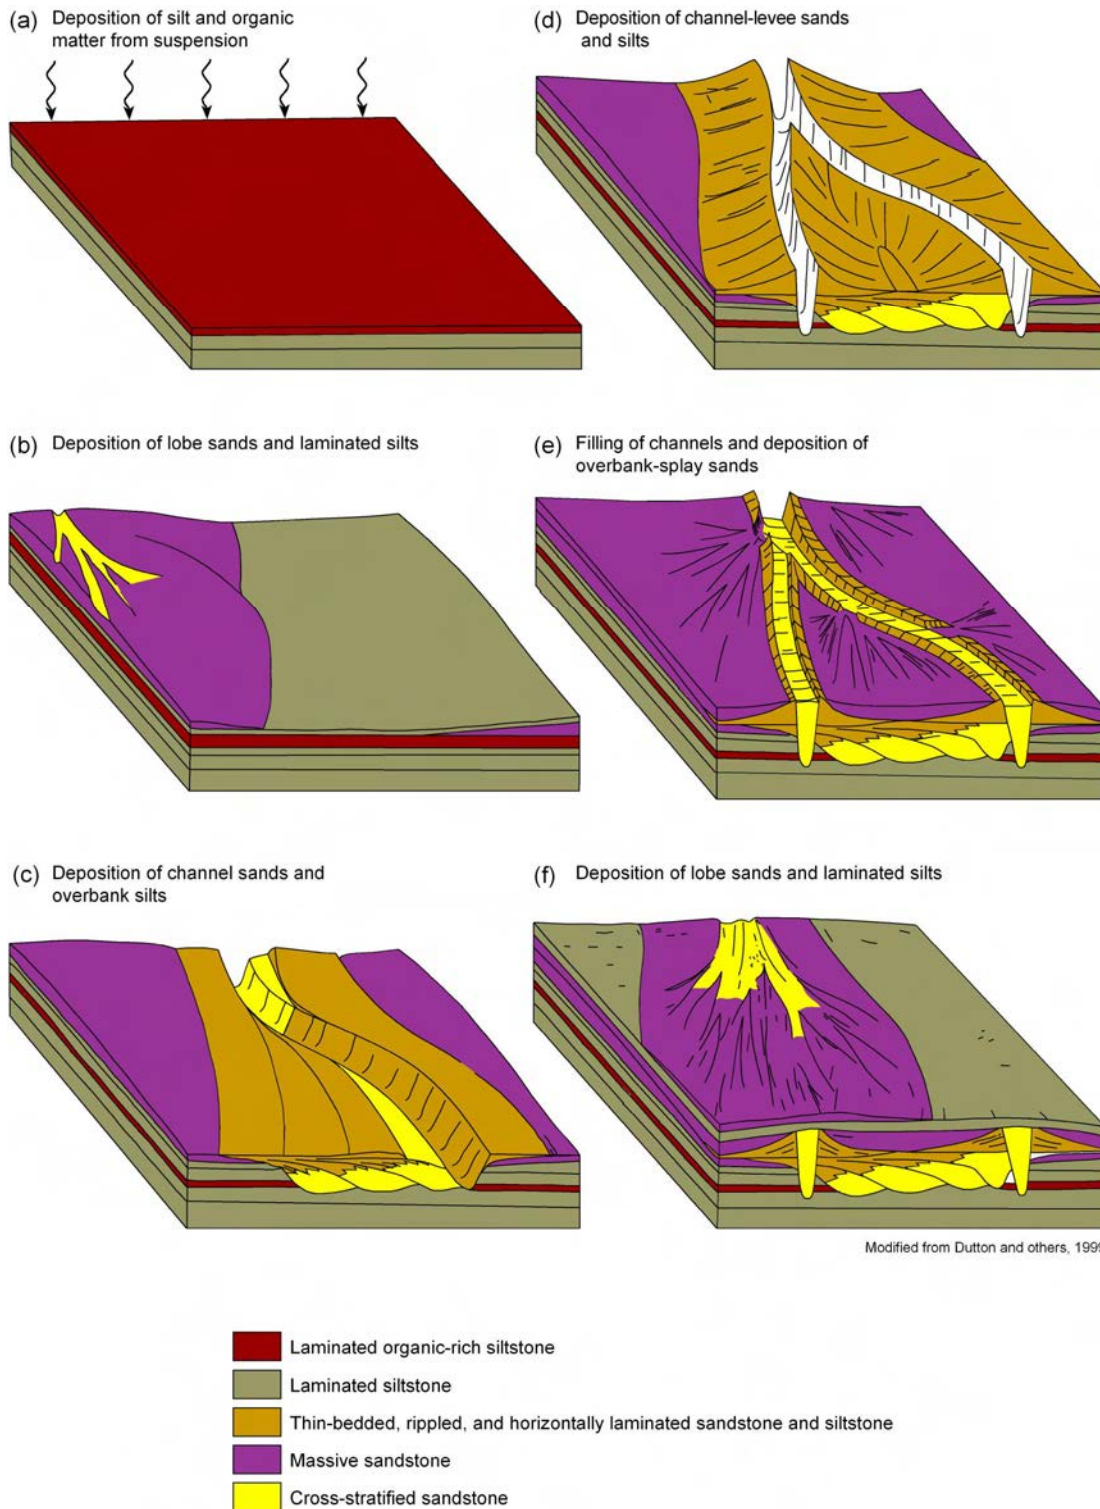 (a) Deposition of silt and organic
matter from suspension
(b) Deposition of lobe sands and laminated silts
(c) Deposition of channel sands and
overbank silts
(d) Deposition of channel-levee sands
and silts
(e) Filling of channels and deposition of
overbank-splay sands
(f) Deposition of lobe sands and laminated silts
Modified from Dutton and others, 1999
Laminated organic-rich siltstone
Laminated siltstone
Thin-bedded, rippled, and horizontally laminated sandstone and siltstone
Massive sandstone
Cross-stratified sandstone